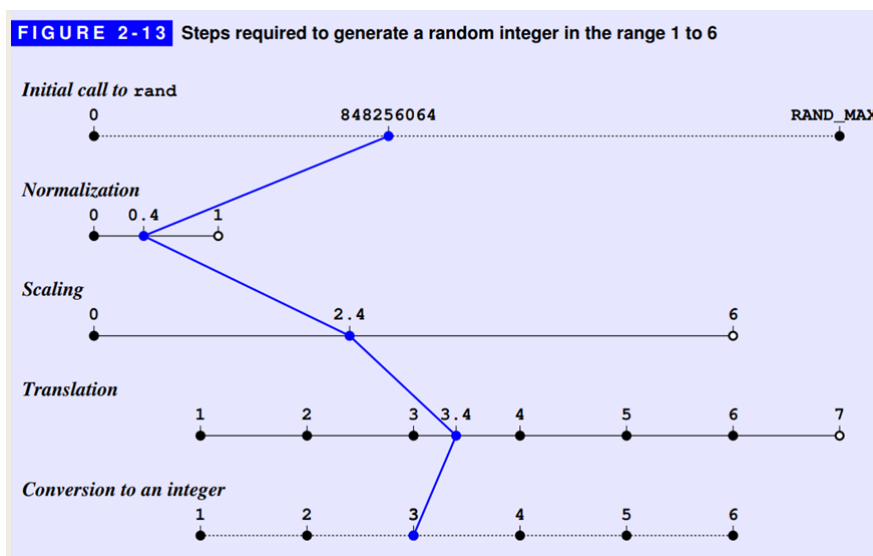 FIGURE 2-13 Steps required to generate a random integer in the range 1 to 6
Initial call to rand
0 848256064 RAND_MAX
Normalization
0 0.4 1
Scaling
0 2.4 6
Translation
1 2 3 3.4 4 5 6 7
Conversion to an integer
1 2 3 4 5 6